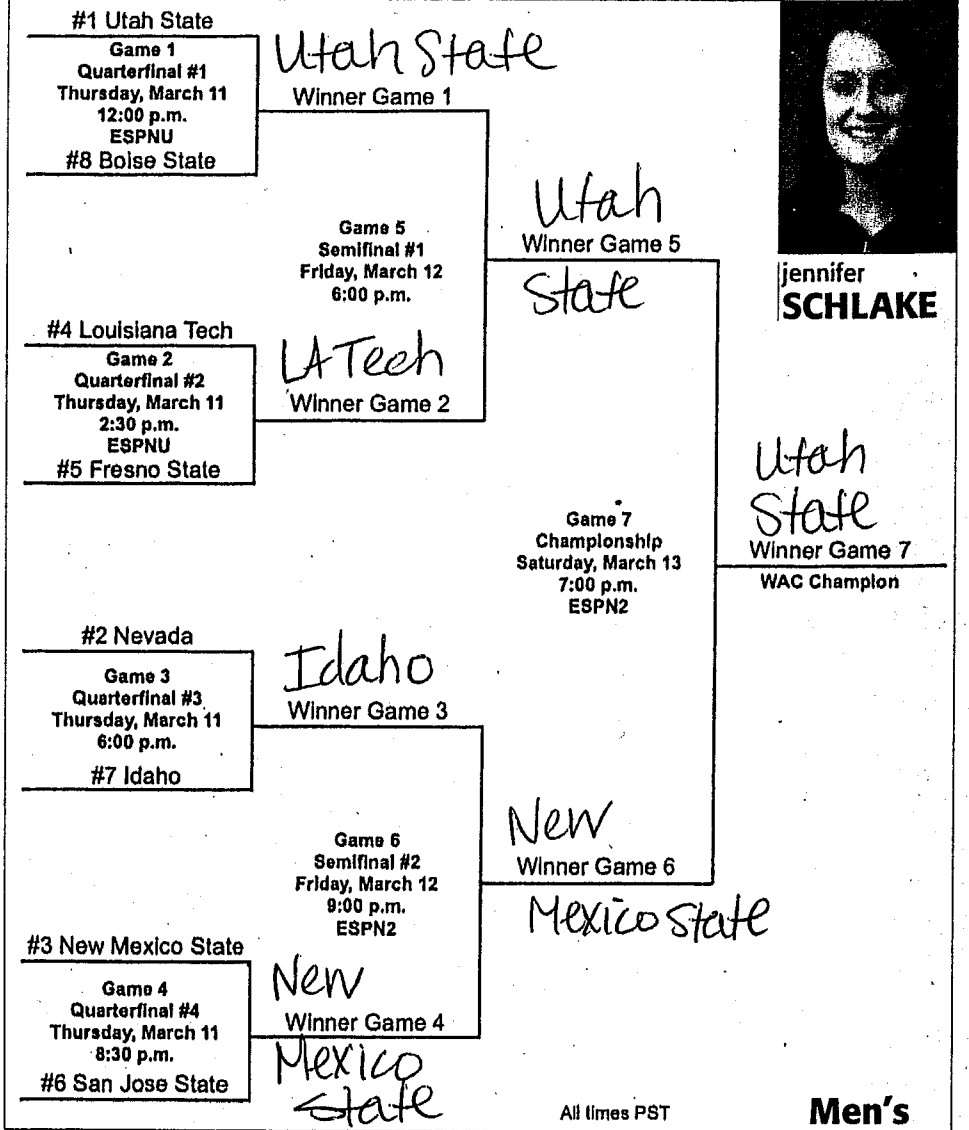 #1 Utah State
Game 1
Quarterfinal #1
Thursday, March 11
12:00 p.m.
ESPNU
#8 Boise State
Utah State
Winner Game 1
Game 5
Semifinal #1
Friday, March 12
6:00 p.m.
#4 Louisiana Tech
Game 2
Quarterfinal #2
Thursday, March 11
2:30 p.m.
ESPNU
#5 Fresno State
LA Tech
Winner Game 2
Utah
Winner Game 5
State
jennifer
SCHLAKE
Game 7
Championship
Saturday, March 13
7:00 p.m.
ESPN2
Utah
State
Winner Game 7
WAC Champion
#2 Nevada
Game 3
Quarterfinal #3
Thursday, March 11
6:00 p.m.
#7 Idaho
Idaho
Winner Game 3
Game 6
Semifinal #2
Friday, March 12
9:00 p.m.
ESPN2
New
Winner Game 6
Mexico State
#3 New Mexico State
Game 4
Quarterfinal #4
Thursday, March 11
8:30 p.m.
#6 San Jose State
New
Winner Game 4
Mexico
State
All times PST
Men's